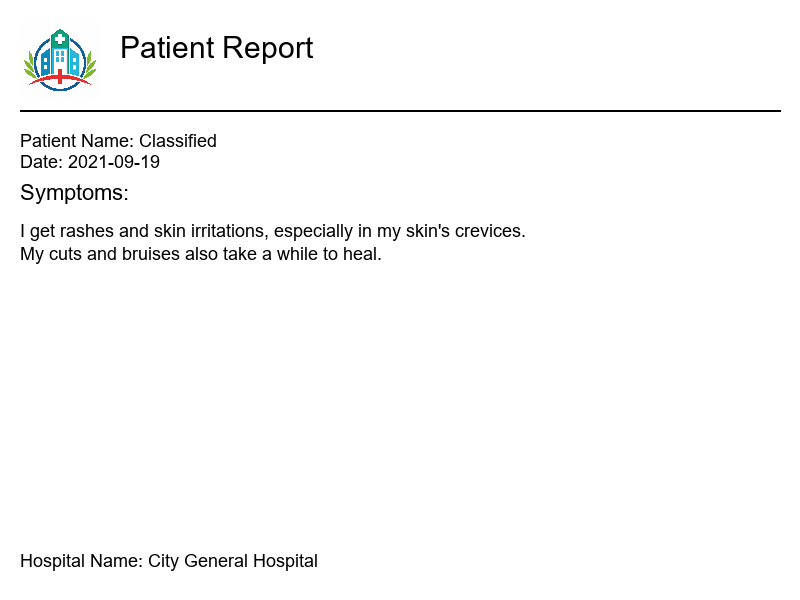 Patient Report
Patient Name: Classified
Date: 2021-09-19
Symptoms:
I get rashes and skin irritations, especially in my skin's crevices.
My cuts and bruises also take a while to heal.
Hospital Name: City General Hospital